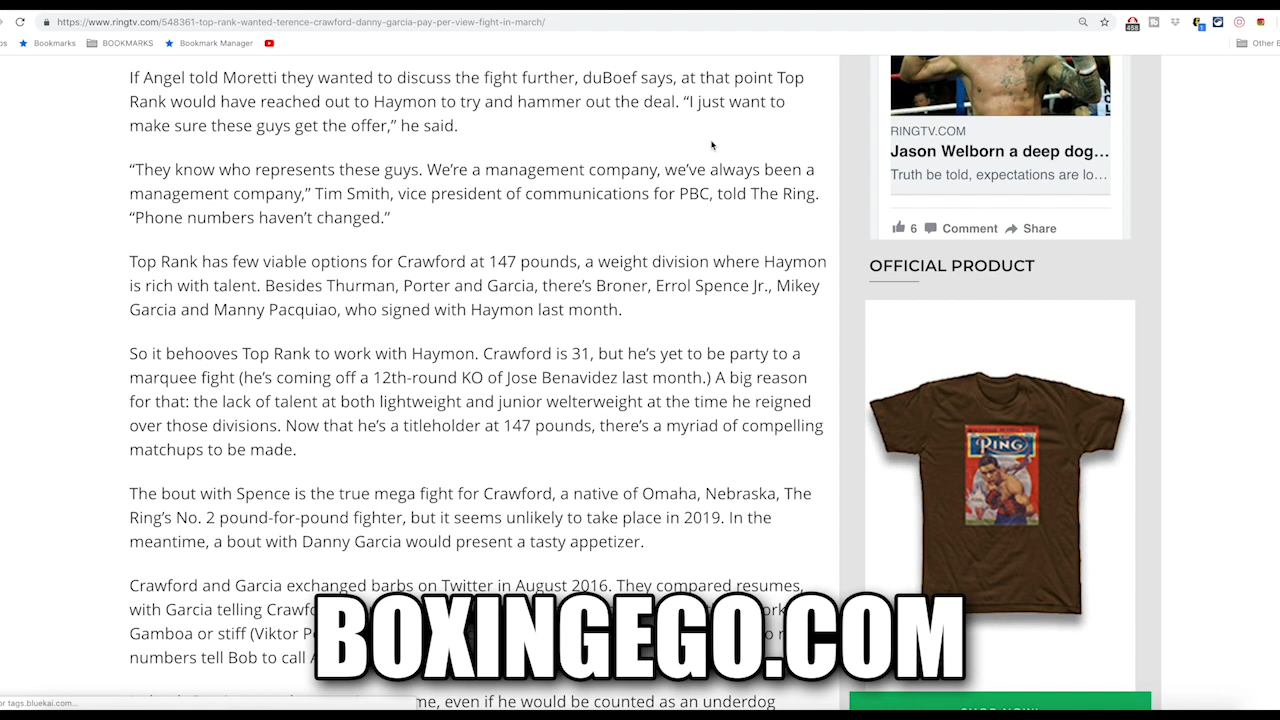 https://www.ringtv.com/548361-top-rank-wanted-terence-crawford-danny-garcia-pay-per-view-fight-in-march/
468
1
Bookmarks
BOOKMARKS
Bookmark Manager
Other
If Angel told Moretti they wanted to discuss the fight further, duBoef says, at that point Top
Rank would have reached out to Haymon to try and hammer out the deal. “I just want to
make sure these guys get the offer,” he said.
“They know who represents these guys. We’re a management company, we’ve always been a
management company,” Tim Smith, vice president of communications for PBC, told The Ring.
“Phone numbers haven’t changed.”
Top Rank has few viable options for Crawford at 147 pounds, a weight division where Haymon
is rich with talent. Besides Thurman, Porter and Garcia, there’s Broner, Errol Spence Jr., Mikey
Garcia and Manny Pacquiao, who signed with Haymon last month.
So it behooves Top Rank to work with Haymon. Crawford is 31, but he’s yet to be party to a
marquee fight (he’s coming off a 12th-round KO of Jose Benavidez last month.) A big reason
for that: the lack of talent at both lightweight and junior welterweight at the time he reigned
over those divisions. Now that he’s a titleholder at 147 pounds, there’s a myriad of compelling
matchups to be made.
The bout with Spence is the true mega fight for Crawford, a native of Omaha, Nebraska, The
Ring’s No. 2 pound-for-pound fighter, but it seems unlikely to take place in 2019. In the
meantime, a bout with Danny Garcia would present a tasty appetizer.
Crawford and Garcia exchanged barbs on Twitter in August 2016. They compared resumes,
with Garcia telling
Gamboa or stiff (Viktor
numbers tell Bob to call
me, even if he would be counted as an underdog
RINGTV.COM
Jason Welborn a deep dog...
Truth be told, expectations are lo...
6 Comment Share
OFFICIAL PRODUCT
RING
BOXINGEGO.COM
or tags.bluekai.com...